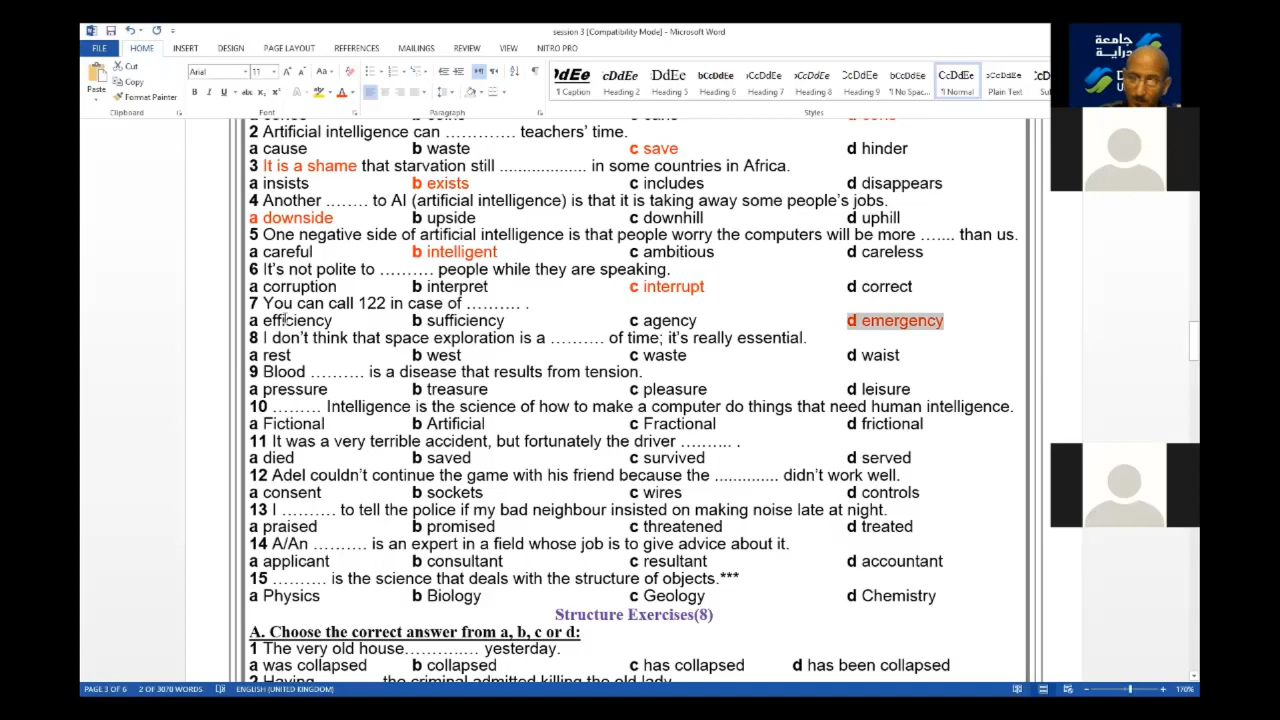 session 3 [Compatibility Mode] - Microsoft Word
FILE HOME INSERT DESIGN PAGE LAYOUT REFERENCES MAILINGS REVIEW VIEW NITRO PRO
Cut
Copy
Format Painter
Paste
Arial 11
Clipboard Font Paragraph Styles
¶ Caption Heading 2 Heading 5 Heading 6 Heading 7 Heading 8 Heading 9 ¶ No Spac... ¶ Normal Plain Text
جامعة
دراية
2 Artificial intelligence can …………. teachers’ time.
a cause b waste c save d hinder
3 It is a shame that starvation still ................... in some countries in Africa.
a insists b exists c includes d disappears
4 Another …….. to AI (artificial intelligence) is that it is taking away some people’s jobs.
a downside b upside c downhill d uphill
5 One negative side of artificial intelligence is that people worry the computers will be more …..... than us.
a careful b intelligent c ambitious d careless
6 It’s not polite to ………. people while they are speaking.
a corruption b interpret c interrupt d correct
7 You can call 122 in case of ………. .
a efficiency b sufficiency c agency d emergency
8 I don’t think that space exploration is a ………. of time; it’s really essential.
a rest b west c waste d waist
9 Blood ………. is a disease that results from tension.
a pressure b treasure c pleasure d leisure
10 ……… Intelligence is the science of how to make a computer do things that need human intelligence.
a Fictional b Artificial c Fractional d frictional
11 It was a very terrible accident, but fortunately the driver ………. .
a died b saved c survived d served
12 Adel couldn’t continue the game with his friend because the .............. didn’t work well.
a consent b sockets c wires d controls
13 I ………. to tell the police if my bad neighbour insisted on making noise late at night.
a praised b promised c threatened d treated
14 A/An ………. is an expert in a field whose job is to give advice about it.
a applicant b consultant c resultant d accountant
15 ………. is the science that deals with the structure of objects.***
a Physics b Biology c Geology d Chemistry
Structure Exercises(8)
A. Choose the correct answer from a, b, c or d:
1 The very old house…………. yesterday.
a was collapsed b collapsed c has collapsed d has been collapsed
PAGE 3 OF 6 2 OF 3070 WORDS ENGLISH (UNITED KINGDOM) 170%